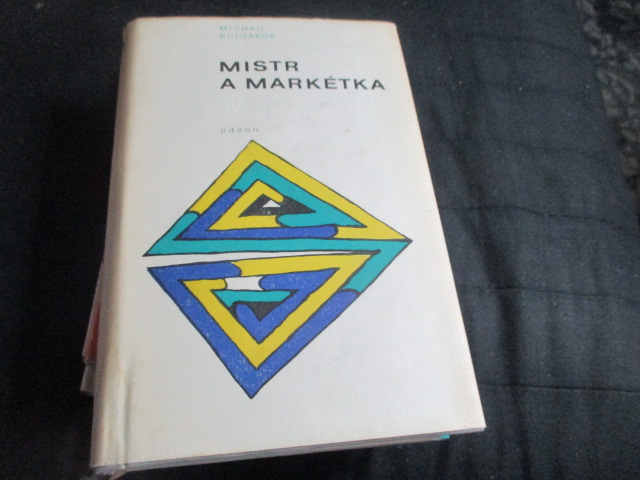 MICHAIL
BULGAKOV
MISTR
A MARKÉTKA
odeon